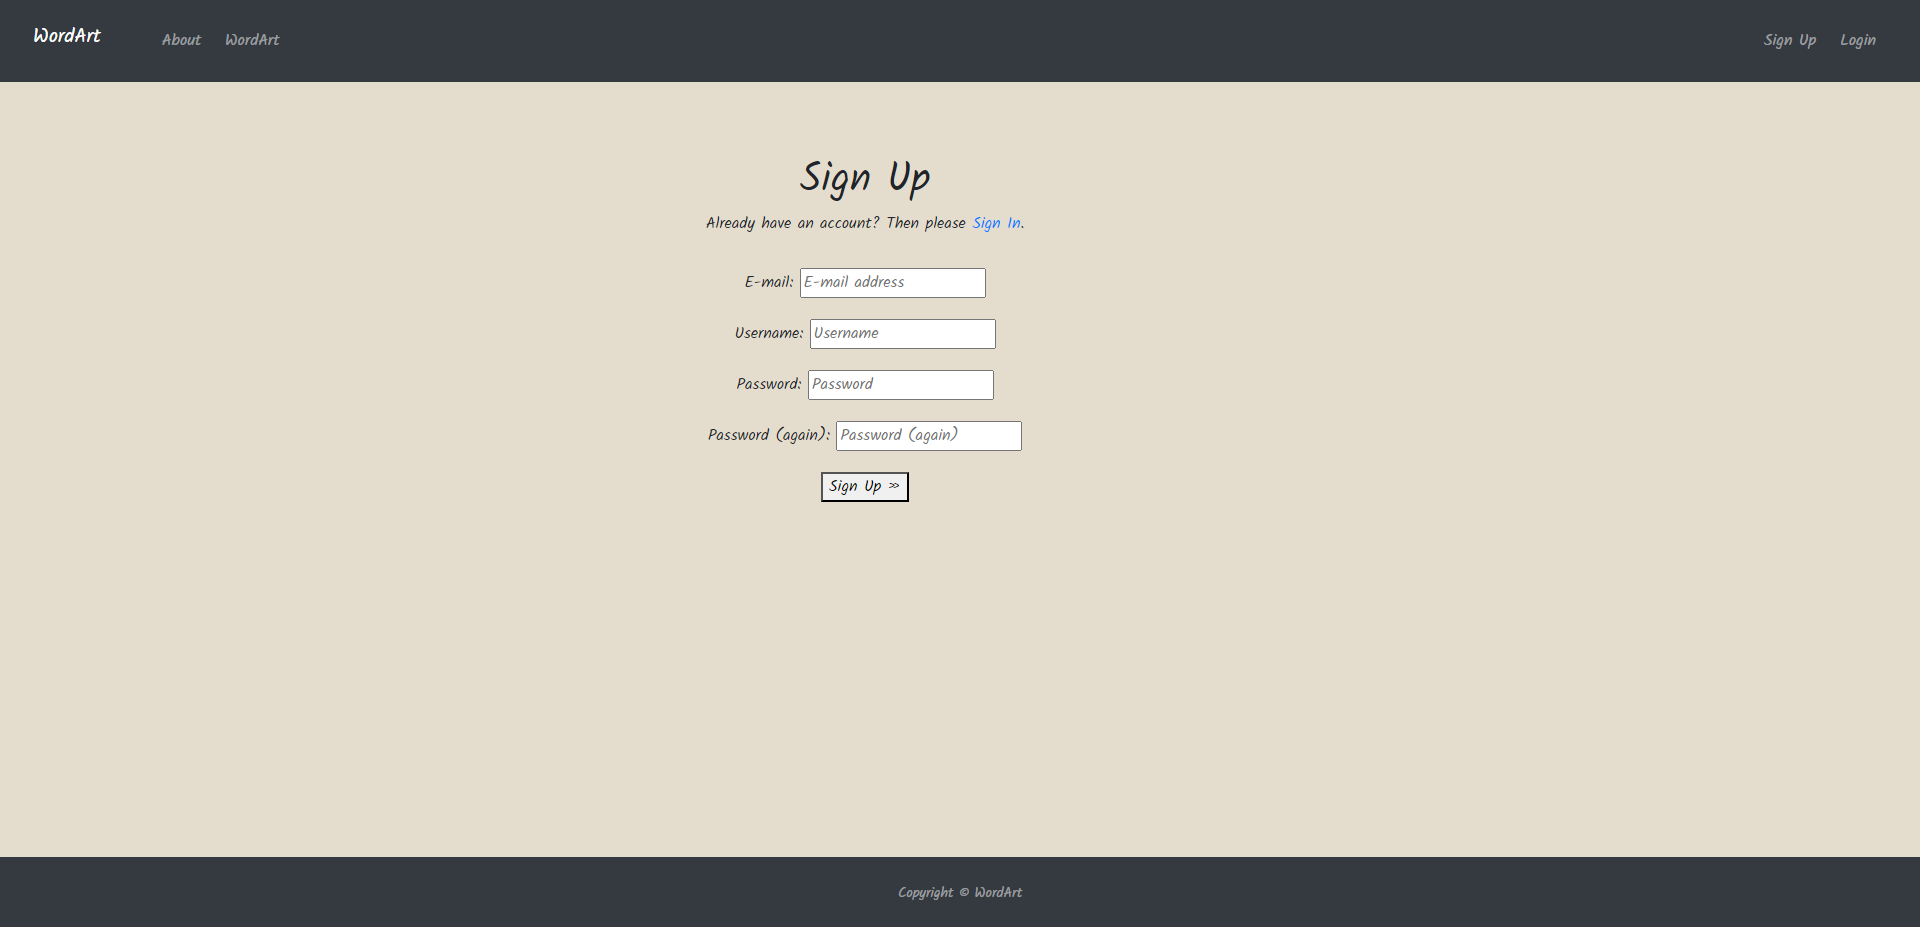 WordArt About WordArt Sign Up Login
Sign Up
Already have an account? Then please Sign In.
E-mail: E-mail address
Username: Username
Password: Password
Password (again): Password (again)
Sign Up »
Copyright © WordArt